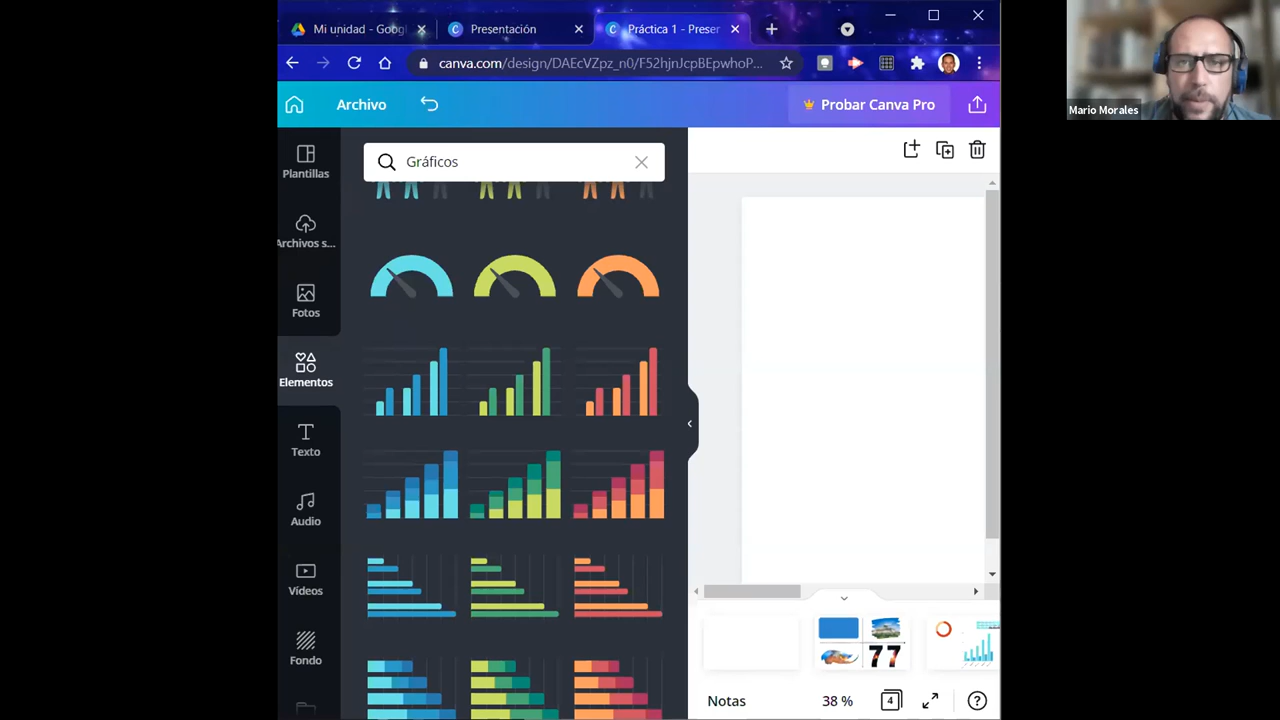 Mi unidad - Googl
Presentación
Práctica 1 - Preser
canva.com/design/DAEcVZpz_n0/F52hjnJcpBEpwhoP...
Archivo
Probar Canva Pro
Plantillas
Gráficos
Archivos s...
Fotos
Elementos
Texto
Audio
Vídeos
Fondo
77
Notas
38 %
4
Mario Morales